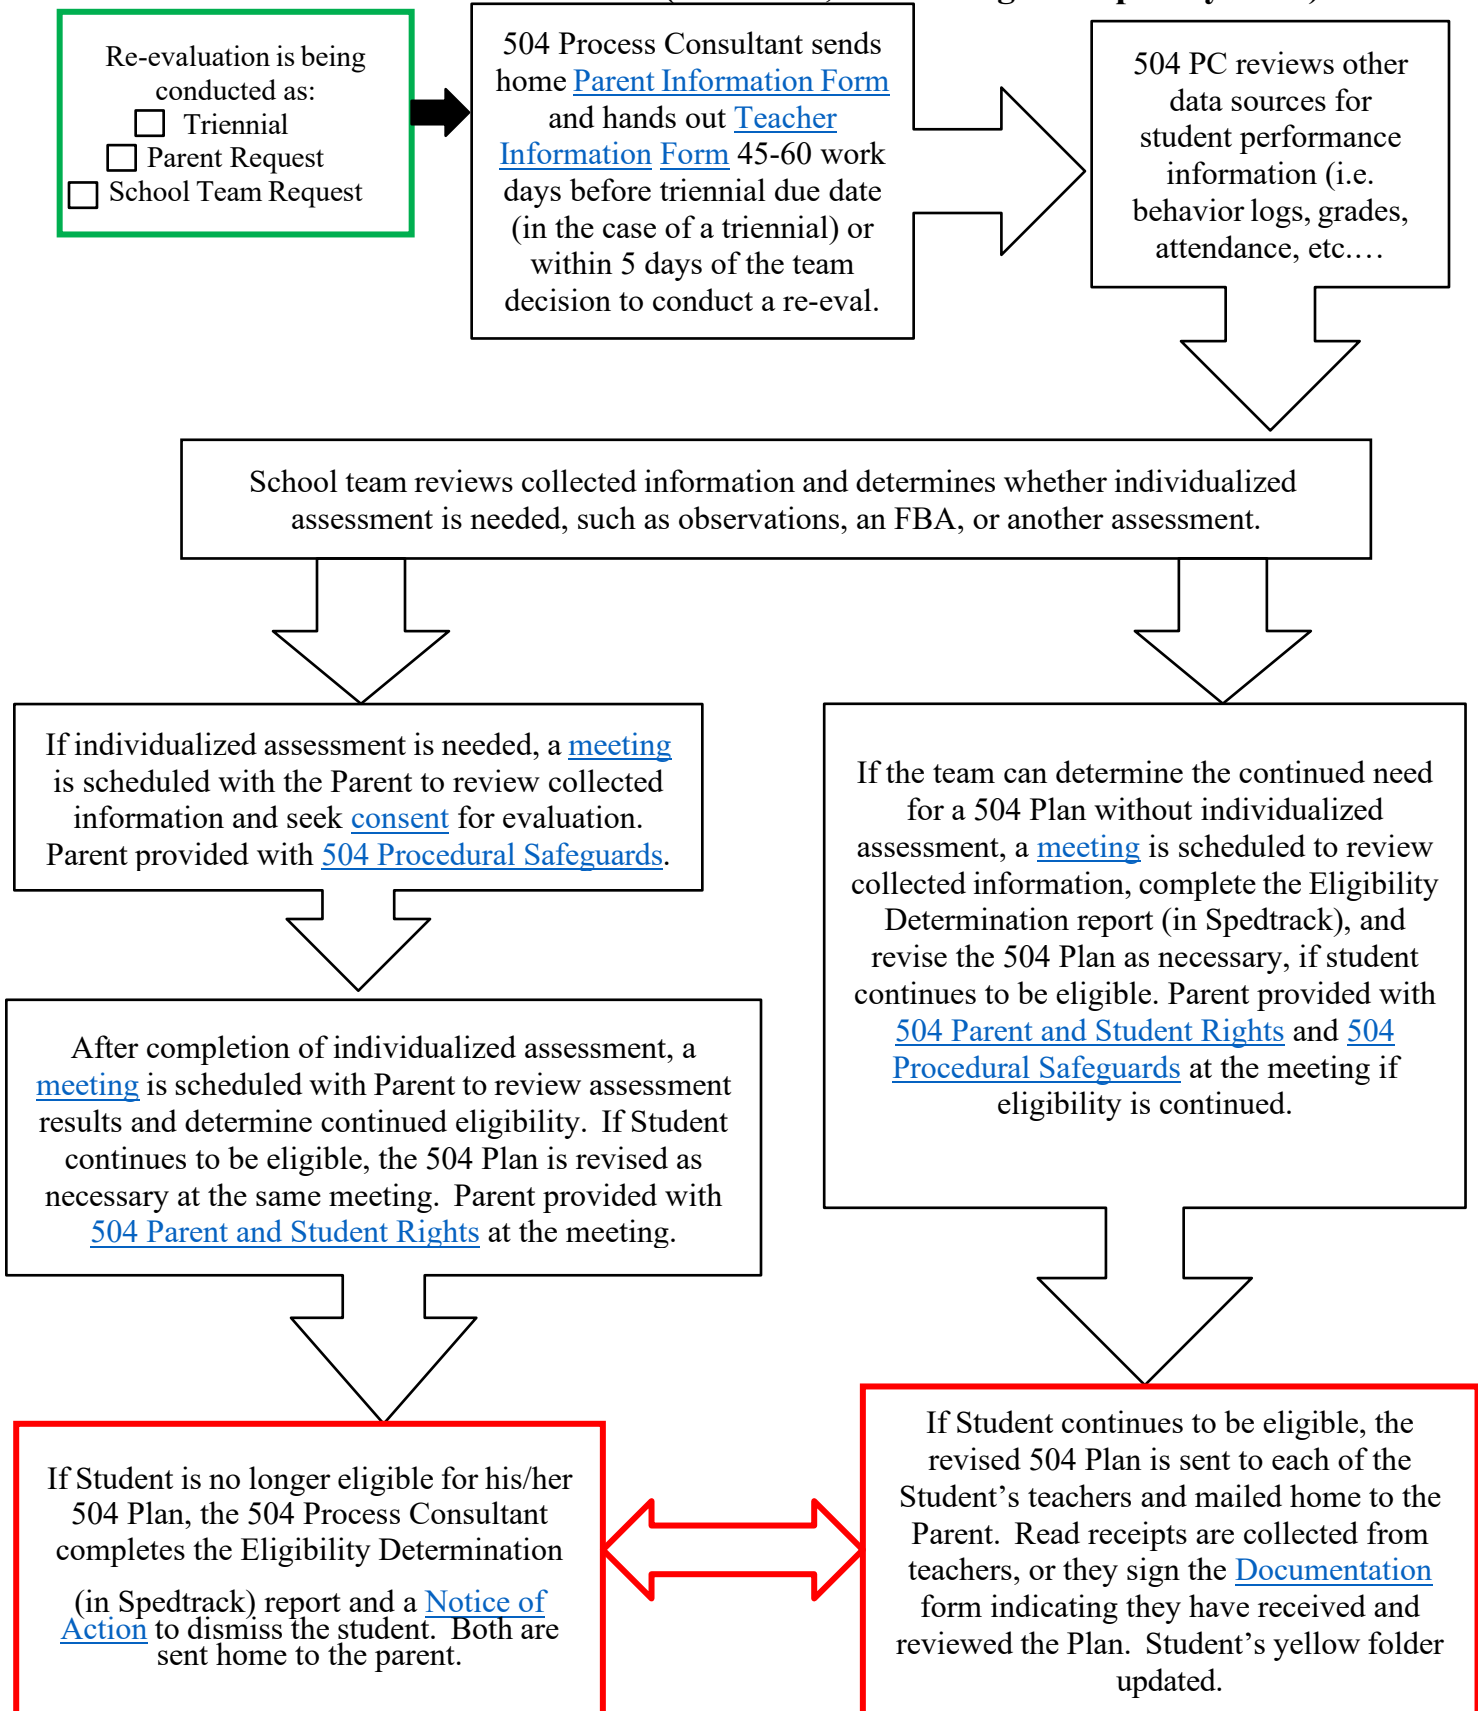 Re-evaluation is being
conducted as:
Triennial
Parent Request
School Team Request
504 Process Consultant sends
home Parent Information Form
and hands out Teacher
Information Form 45-60 work
days before triennial due date
(in the case of a triennial) or
within 5 days of the team
decision to conduct a re-eval.
504 PC reviews other
data sources for
student performance
information (i.e.
behavior logs, grades,
attendance, etc.…
School team reviews collected information and determines whether individualized
assessment is needed, such as observations, an FBA, or another assessment.
If individualized assessment is needed, a meeting
is scheduled with the Parent to review collected
information and seek consent for evaluation.
Parent provided with 504 Procedural Safeguards.
If the team can determine the continued need
for a 504 Plan without individualized
assessment, a meeting is scheduled to review
collected information, complete the Eligibility
Determination report (in Spedtrack), and
revise the 504 Plan as necessary, if student
continues to be eligible. Parent provided with
504 Parent and Student Rights and 504
Procedural Safeguards at the meeting if
eligibility is continued.
After completion of individualized assessment, a
meeting is scheduled with Parent to review assessment
results and determine continued eligibility. If Student
continues to be eligible, the 504 Plan is revised as
necessary at the same meeting. Parent provided with
504 Parent and Student Rights at the meeting.
If Student is no longer eligible for his/her
504 Plan, the 504 Process Consultant
completes the Eligibility Determination
(in Spedtrack) report and a Notice of
Action to dismiss the student. Both are
sent home to the parent.
If Student continues to be eligible, the
revised 504 Plan is sent to each of the
Student’s teachers and mailed home to the
Parent. Read receipts are collected from
teachers, or they sign the Documentation
form indicating they have received and
reviewed the Plan. Student’s yellow folder
updated.